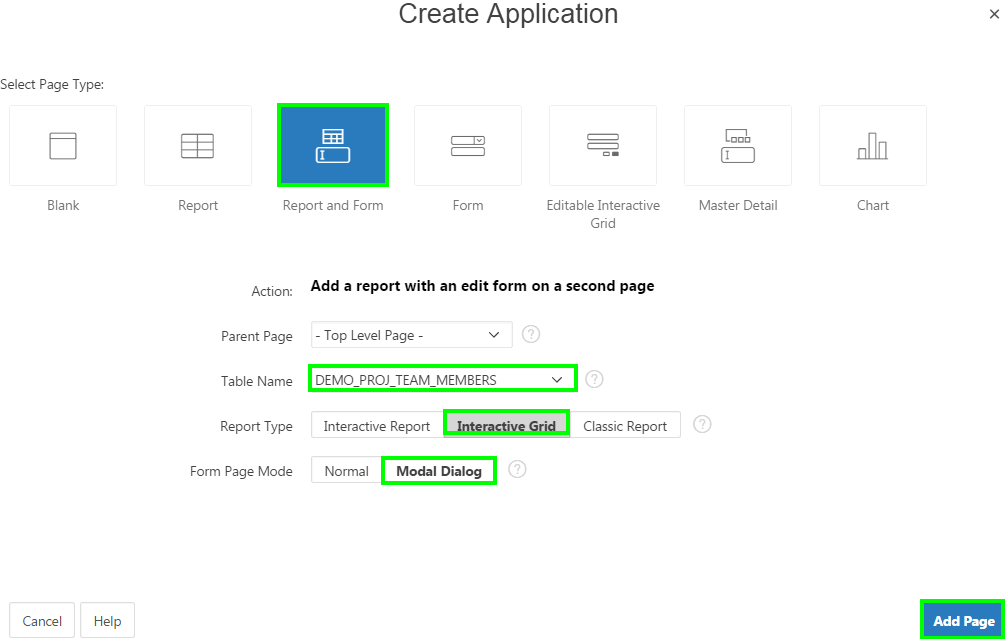 Create Application
×
Select Page Type:
Blank
Report
Report and Form
Form
Editable Interactive
Grid
Master Detail
Chart
Action: Add a report with an edit form on a second page
Parent Page - Top Level Page - ?
Table Name DEMO_PROJ_TEAM_MEMBERS ?
Report Type Interactive Report Interactive Grid Classic Report ?
Form Page Mode Normal Modal Dialog ?
Cancel Help Add Page